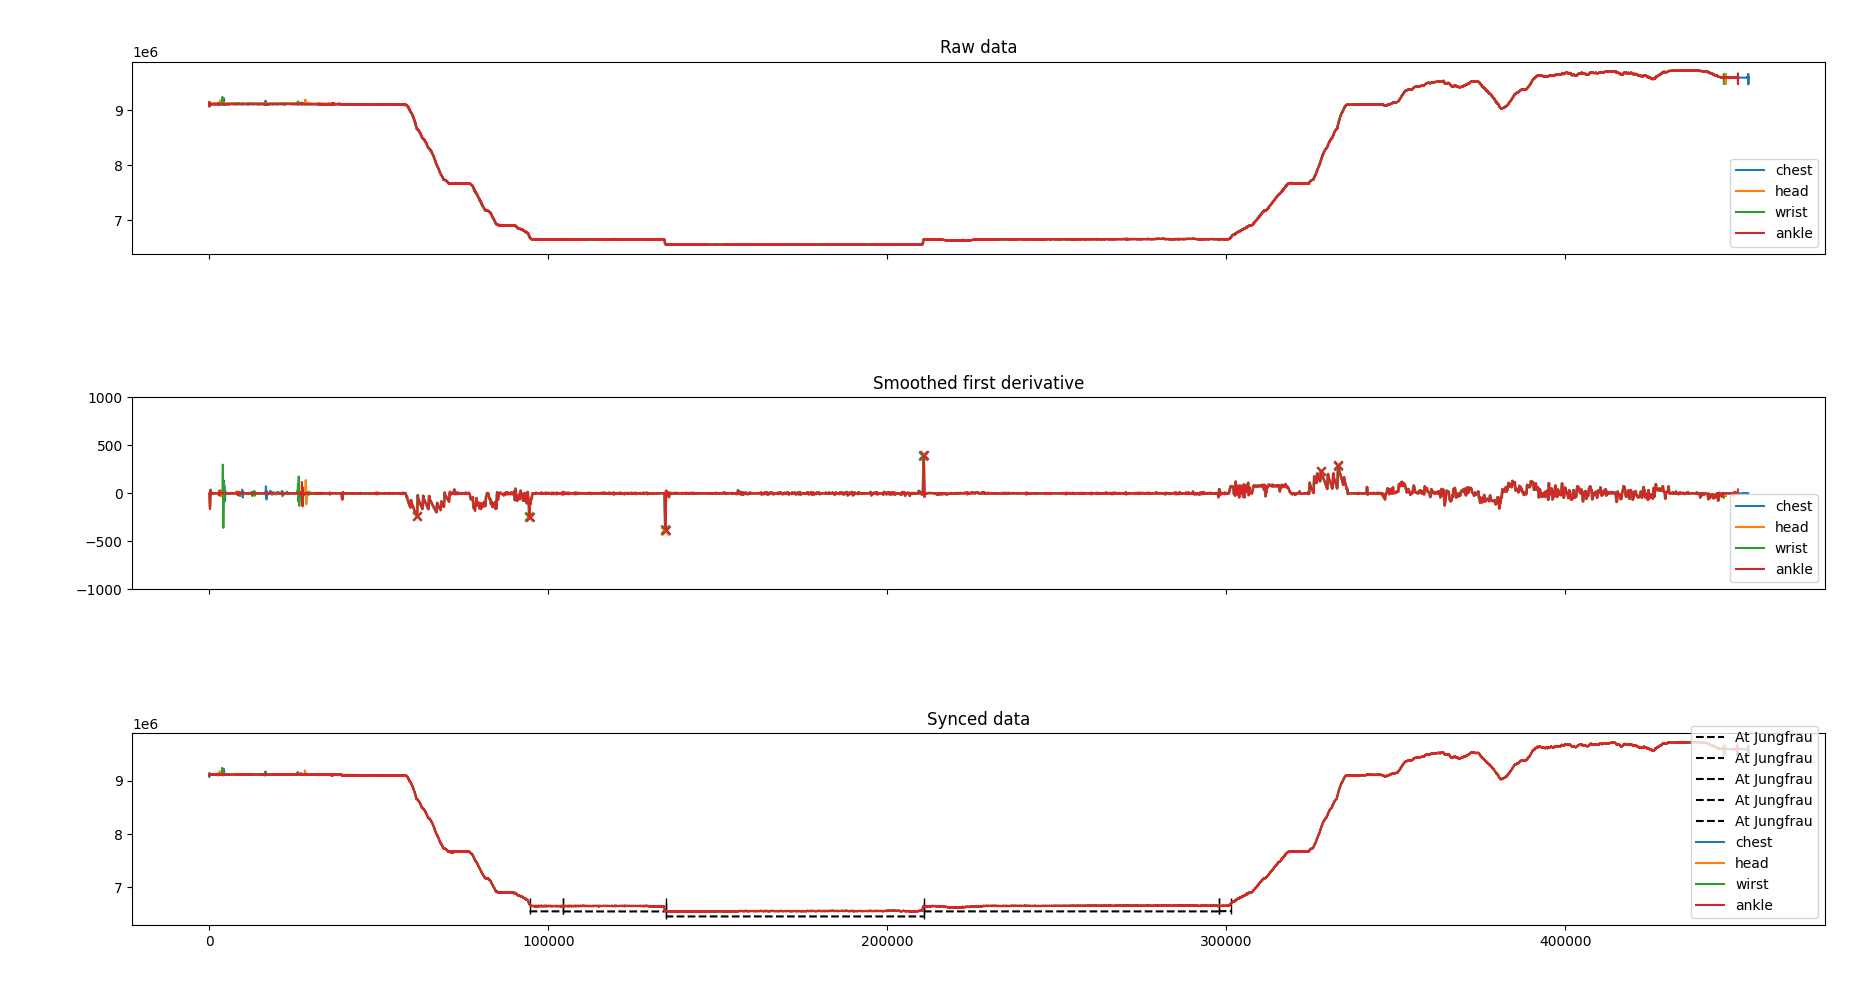 Raw data
1e6
9
8
7
chest
head
wrist
ankle
Smoothed first derivative
1000
500
0
−500
−1000
chest
head
wrist
ankle
Synced data
1e6
9
8
7
At Jungfrau
At Jungfrau
At Jungfrau
At Jungfrau
At Jungfrau
chest
head
wirst
ankle
0 100000 200000 300000 400000